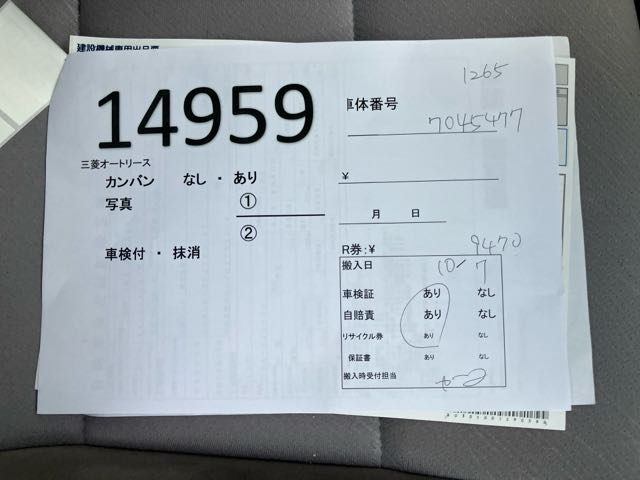 建設機械専用出品票
1265
14959
車体番号
7045477
三菱オートリース
カンバン なし ・ あり
¥
写真 ①
月 日
②
車検付 ・ 抹消
R券:¥ 9470
搬入日 10/7
車検証 あり なし
自賠責 あり なし
リサイクル券 あり なし
保証書 あり なし
搬入時受付担当